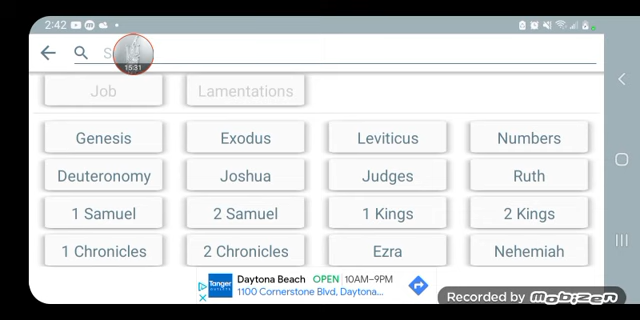 2:42
S
15:31
Job Lamentations
Genesis Exodus Leviticus Numbers
Deuteronomy Joshua Judges Ruth
1 Samuel 2 Samuel 1 Kings 2 Kings
1 Chronicles 2 Chronicles Ezra Nehemiah
Tanger Daytona Beach OPEN 10AM–9PM
1100 Cornerstone Blvd, Daytona...
Recorded by Mobizen